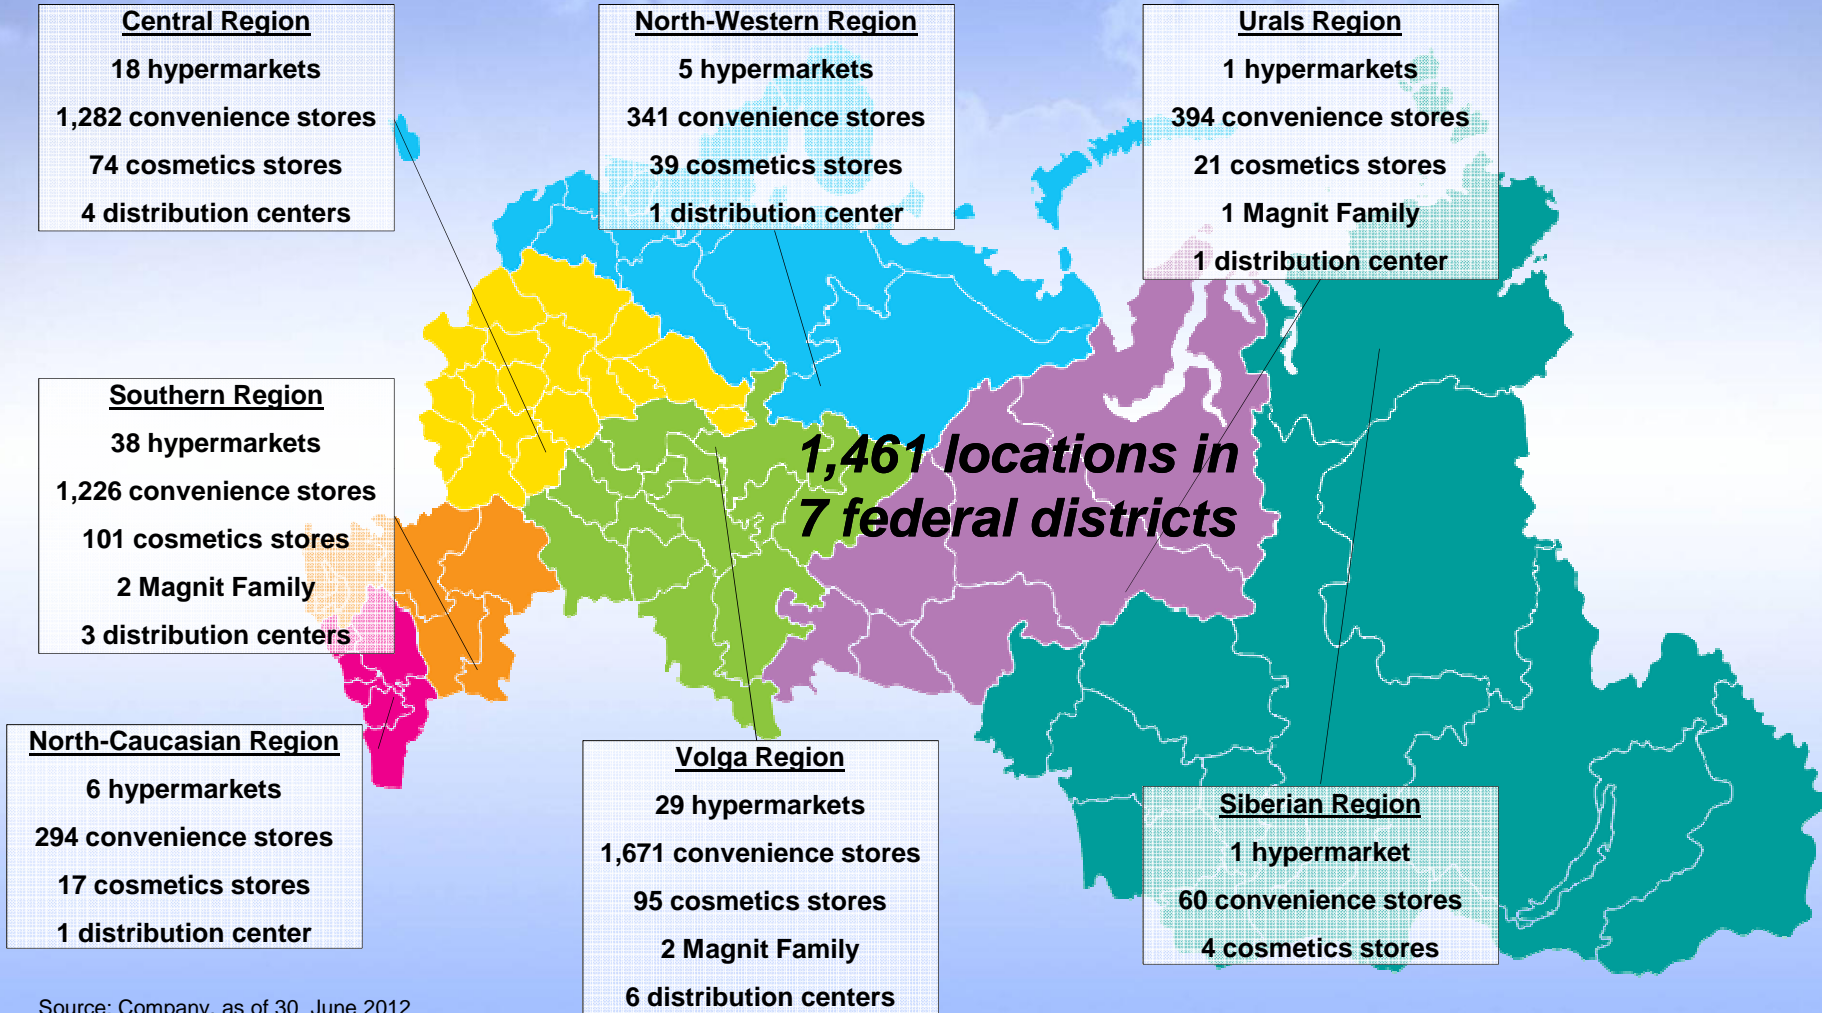 Central Region
18 hypermarkets
1,282 convenience stores
74 cosmetics stores
4 distribution centers
North-Western Region
5 hypermarkets
341 convenience stores
39 cosmetics stores
1 distribution center
Urals Region
1 hypermarkets
394 convenience stores
21 cosmetics stores
1 Magnit Family
1 distribution center
Southern Region
38 hypermarkets
1,226 convenience stores
101 cosmetics stores
2 Magnit Family
3 distribution centers
1,461 locations in
7 federal districts
North-Caucasian Region
6 hypermarkets
294 convenience stores
17 cosmetics stores
1 distribution center
Volga Region
29 hypermarkets
1,671 convenience stores
95 cosmetics stores
2 Magnit Family
6 distribution centers
Siberian Region
1 hypermarket
60 convenience stores
4 cosmetics stores
Source: Company, as of 30 June 2012